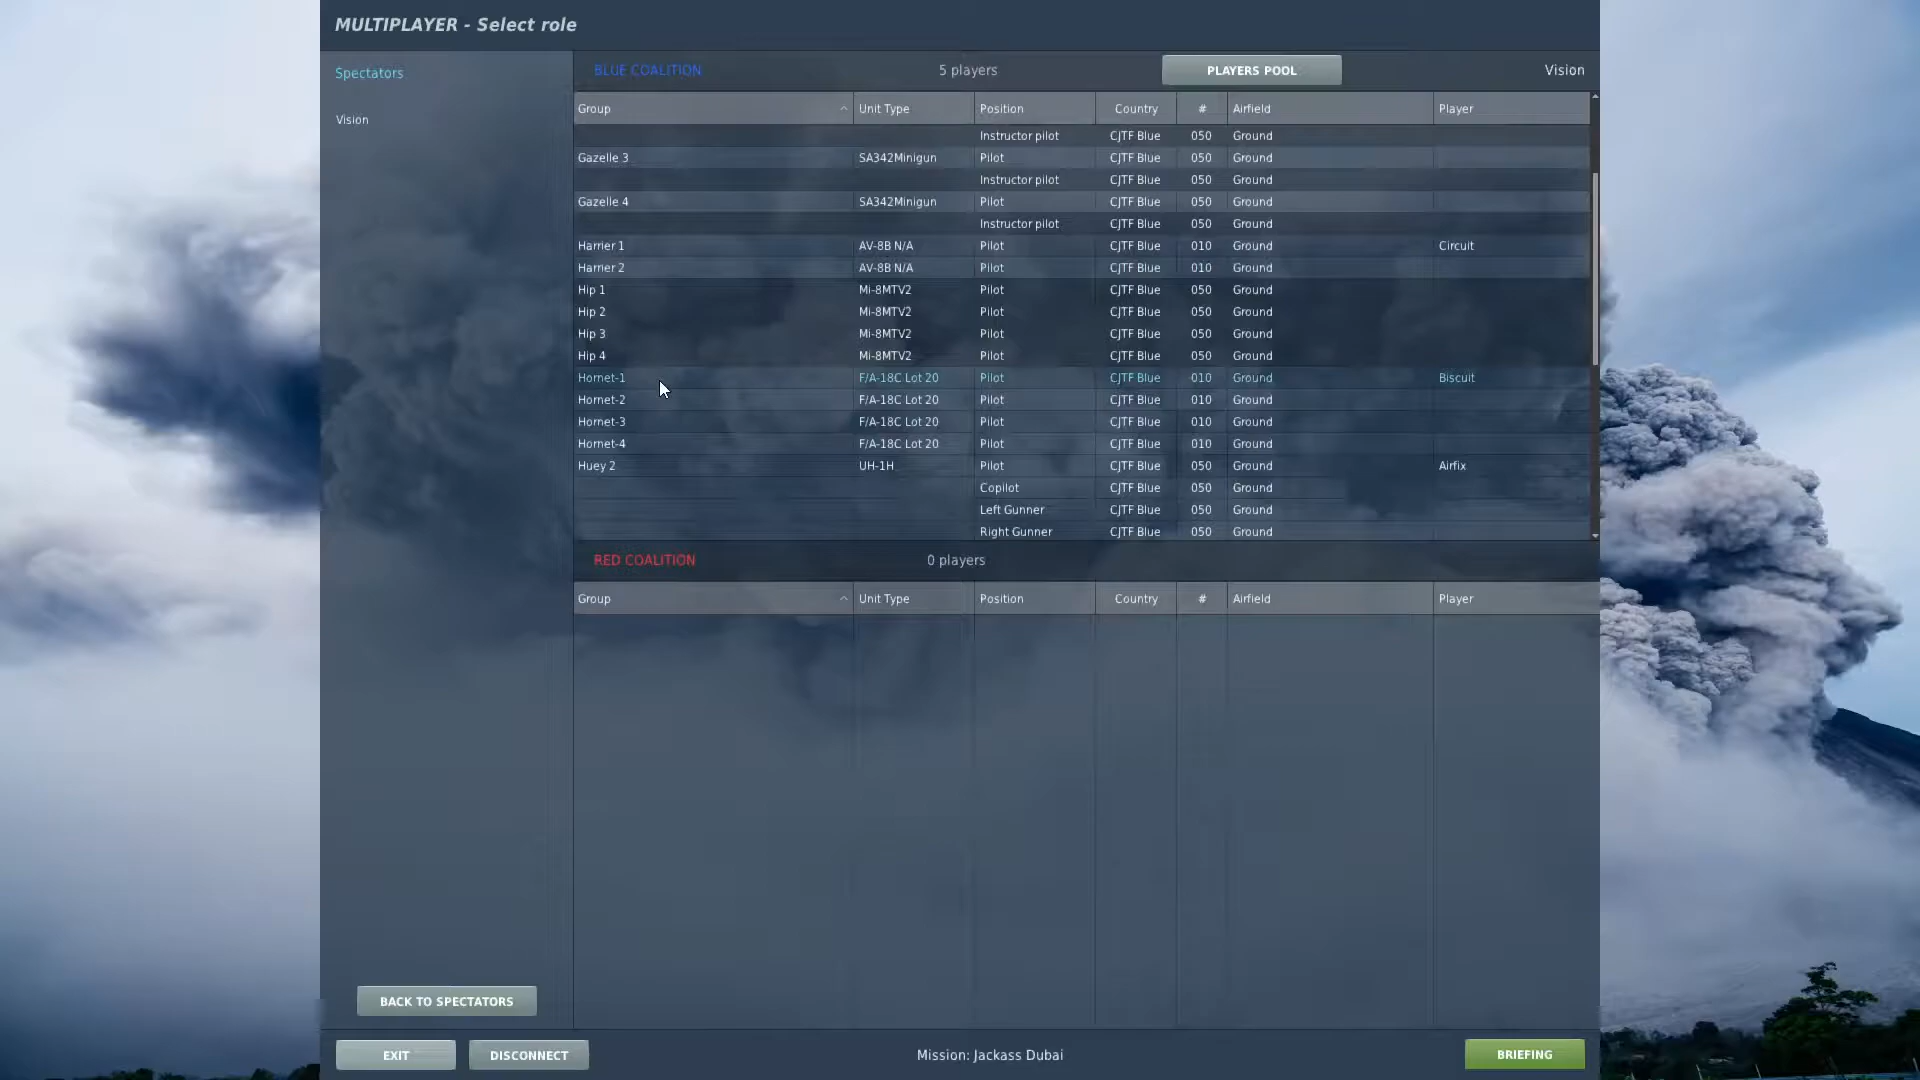 MULTIPLAYER - Select role
Spectators
Vision
BLUE COALITION 5 players PLAYERS POOL Vision
Group Unit Type Position Country # Airfield Player
Instructor pilot CJTF Blue 050 Ground
Gazelle 3 SA342Minigun Pilot CJTF Blue 050 Ground
Instructor pilot CJTF Blue 050 Ground
Gazelle 4 SA342Minigun Pilot CJTF Blue 050 Ground
Instructor pilot CJTF Blue 050 Ground
Harrier 1 AV-8B N/A Pilot CJTF Blue 010 Ground Circuit
Harrier 2 AV-8B N/A Pilot CJTF Blue 010 Ground
Hip 1 Mi-8MTV2 Pilot CJTF Blue 050 Ground
Hip 2 Mi-8MTV2 Pilot CJTF Blue 050 Ground
Hip 3 Mi-8MTV2 Pilot CJTF Blue 050 Ground
Hip 4 Mi-8MTV2 Pilot CJTF Blue 050 Ground
Hornet-1 F/A-18C Lot 20 Pilot CJTF Blue 010 Ground Biscuit
Hornet-2 F/A-18C Lot 20 Pilot CJTF Blue 010 Ground
Hornet-3 F/A-18C Lot 20 Pilot CJTF Blue 010 Ground
Hornet-4 F/A-18C Lot 20 Pilot CJTF Blue 010 Ground
Huey 2 UH-1H Pilot CJTF Blue 050 Ground Airfix
Copilot CJTF Blue 050 Ground
Left Gunner CJTF Blue 050 Ground
Right Gunner CJTF Blue 050 Ground
RED COALITION 0 players
Group Unit Type Position Country # Airfield Player
BACK TO SPECTATORS
EXIT DISCONNECT Mission: Jackass Dubai BRIEFING